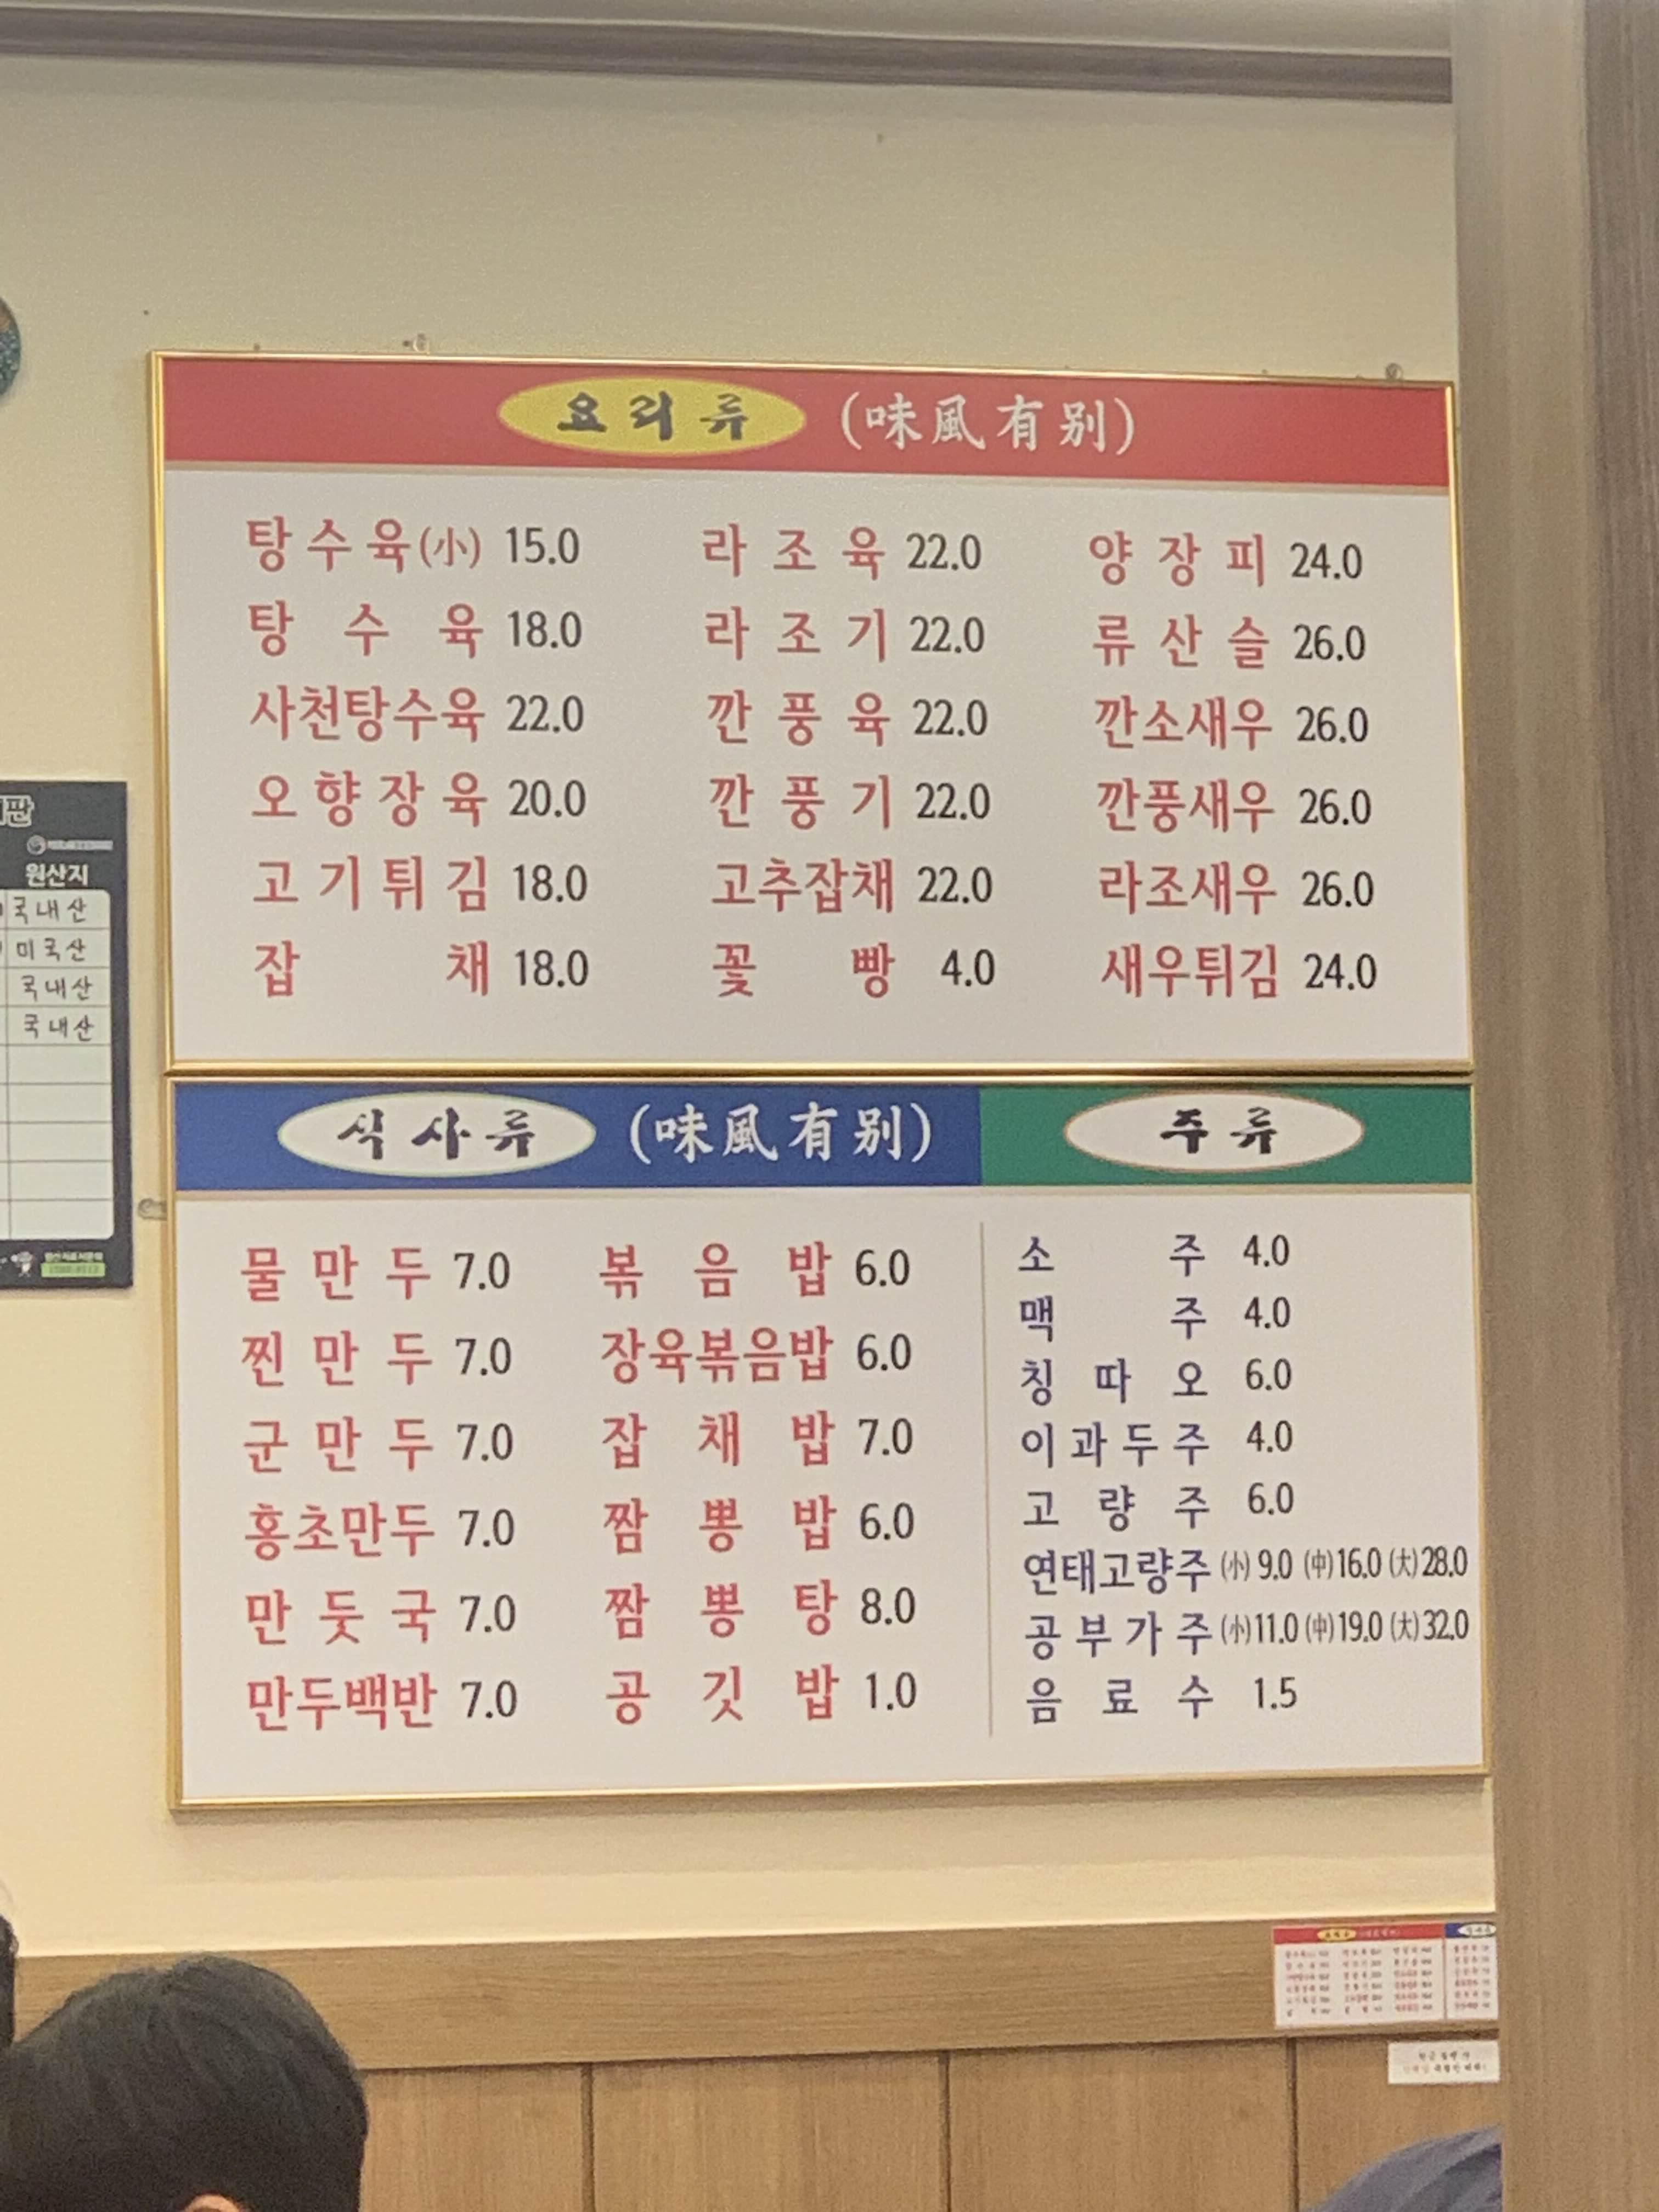 요리류 (味風有别)
탕수육(小) 15.0 라조육 22.0 양장피 24.0
탕수육 18.0 라조기 22.0 류산슬 26.0
사천탕수육 22.0 깐풍육 22.0 깐소새우 26.0
오향장육 20.0 깐풍기 22.0 깐풍새우 26.0
고기튀김 18.0 고추잡채 22.0 라조새우 26.0
잡채 18.0 꽃빵 4.0 새우튀김 24.0
식사류 (味風有别)
물만두 7.0 볶음밥 6.0
찐만두 7.0 장육볶음밥 6.0
군만두 7.0 잡채밥 7.0
홍초만두 7.0 짬뽕밥 6.0
만둣국 7.0 짬뽕탕 8.0
만두백반 7.0 공깃밥 1.0
주류
소주 4.0
맥주 4.0
칭따오 6.0
이과두주 4.0
고량주 6.0
연태고량주 (小) 9.0 (中) 16.0 (大) 28.0
공부가주 (小) 11.0 (中) 19.0 (大) 32.0
음료수 1.5
원산지
국내산
미국산
국내산
국내산